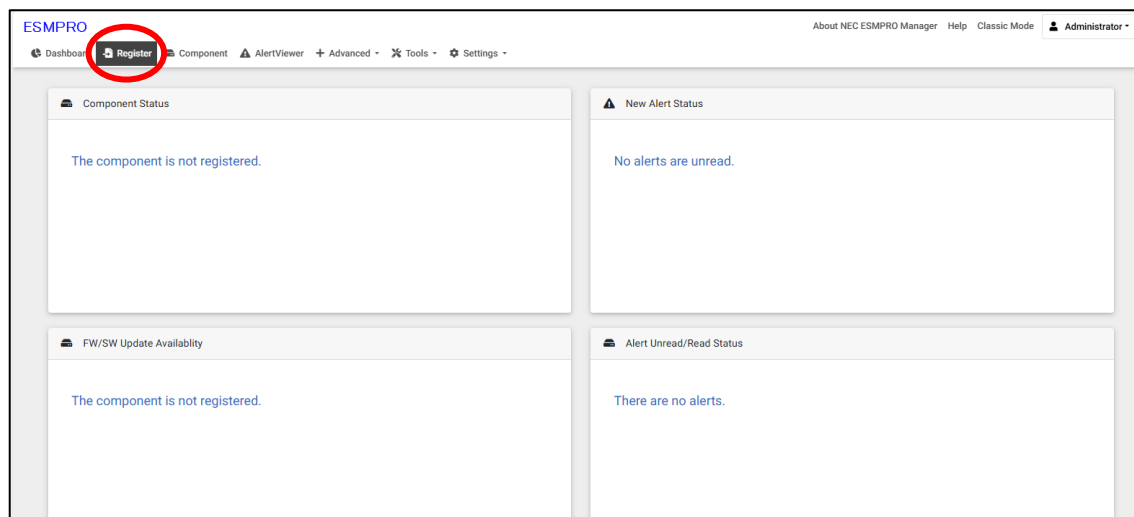 ESMPRO
About NEC ESMPRO Manager Help Classic Mode Administrator
Dashboar Register Component AlertViewer Advanced Tools Settings
Component Status
New Alert Status
The component is not registered.
No alerts are unread.
FW/SW Update Availablity
Alert Unread/Read Status
The component is not registered.
There are no alerts.